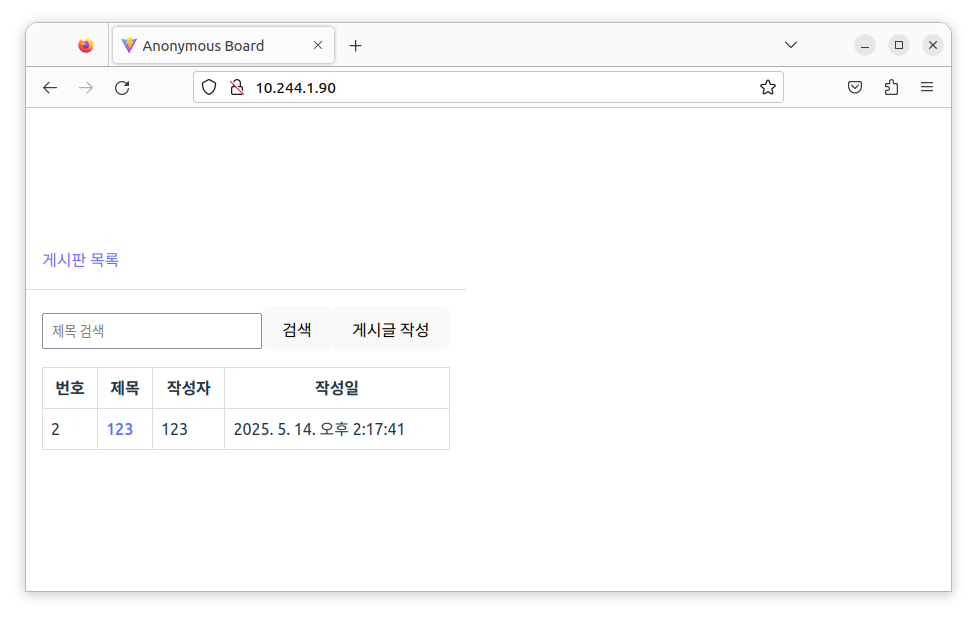 Anonymous Board
10.244.1.90
게시판 목록
제목 검색 검색 게시글 작성
번호 제목 작성자 작성일
2 123 123 2025. 5. 14. 오후 2:17:41